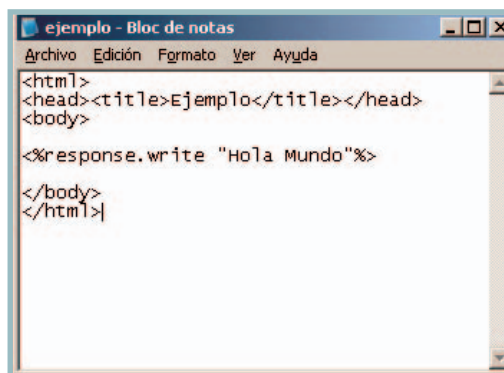 ejemplo - Bloc de notas
Archivo Edición Formato Ver Ayuda
<html>
<head><title>Ejemplo</title></head>
<body>
<%response.write "Hola Mundo"%>
</body>
</html>